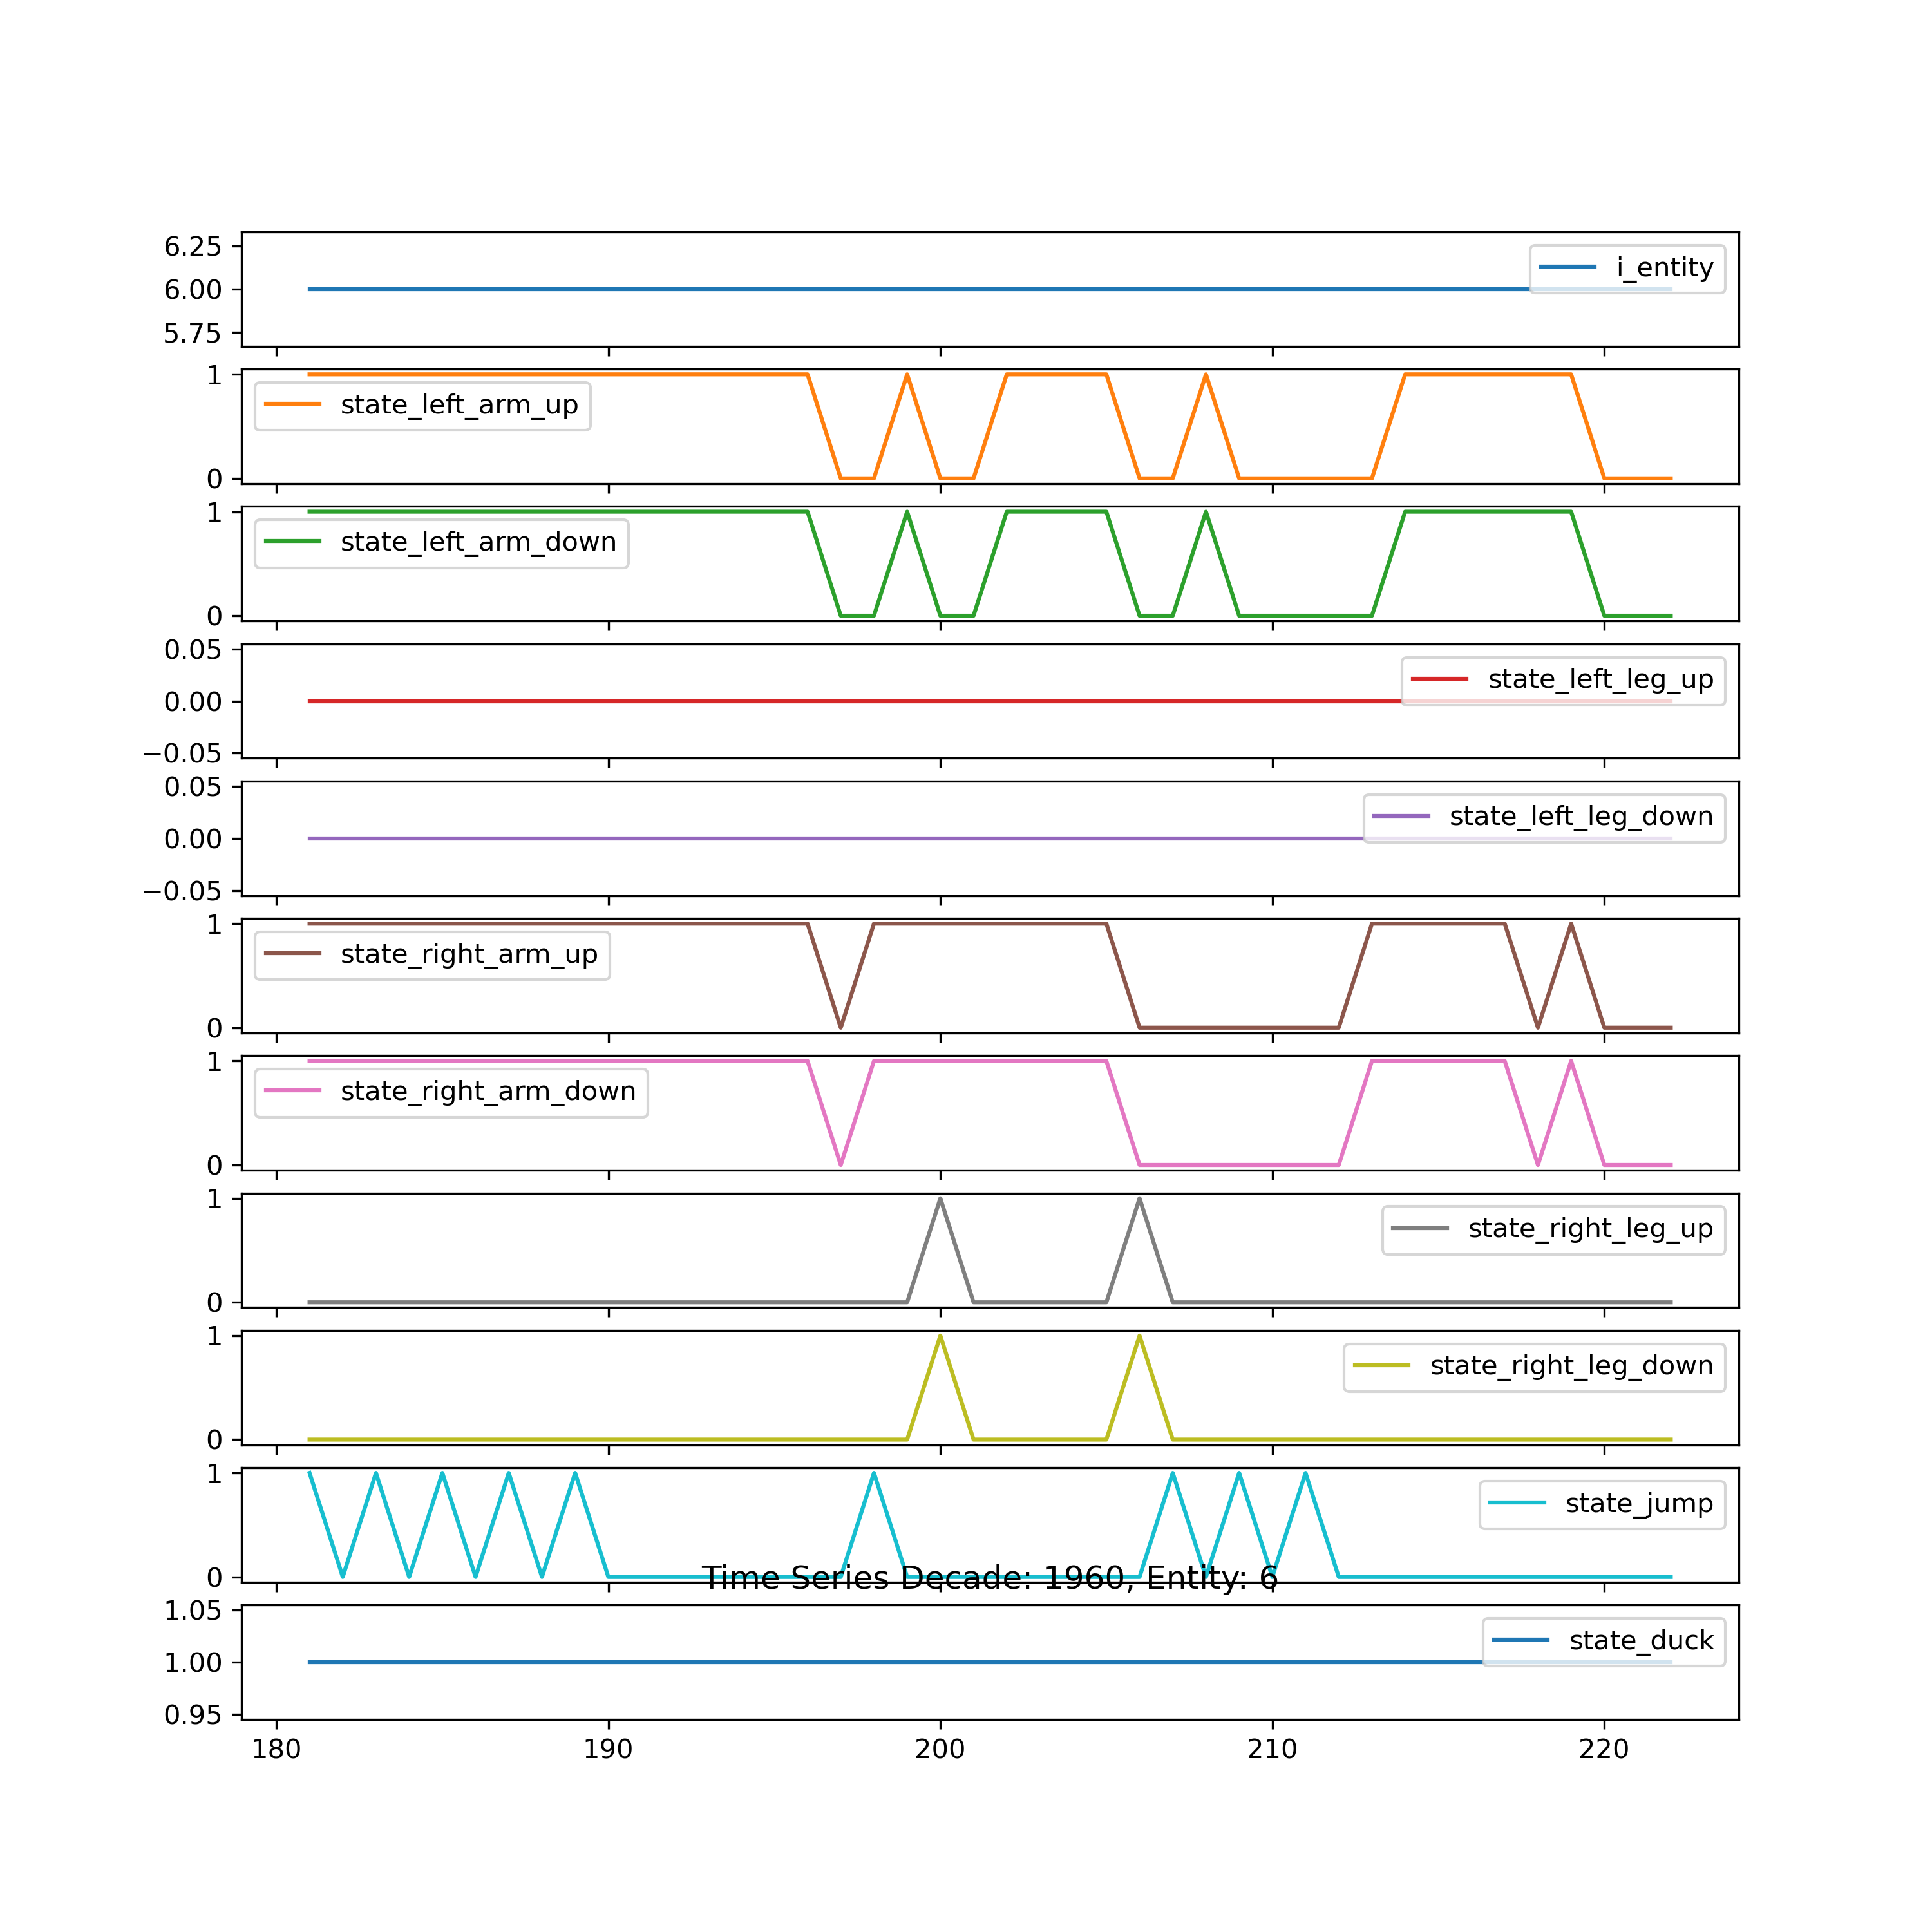 6.25
6.00
5.75
i_entity
1
0
state_left_arm_up
1
0
state_left_arm_down
0.05
0.00
−0.05
state_left_leg_up
0.05
0.00
−0.05
state_left_leg_down
1
0
state_right_arm_up
1
0
state_right_arm_down
1
0
state_right_leg_up
1
0
state_right_leg_down
1
0
state_jump
Time Series Decade: 1960, Entity: 6
1.05
1.00
0.95
state_duck
180 190 200 210 220